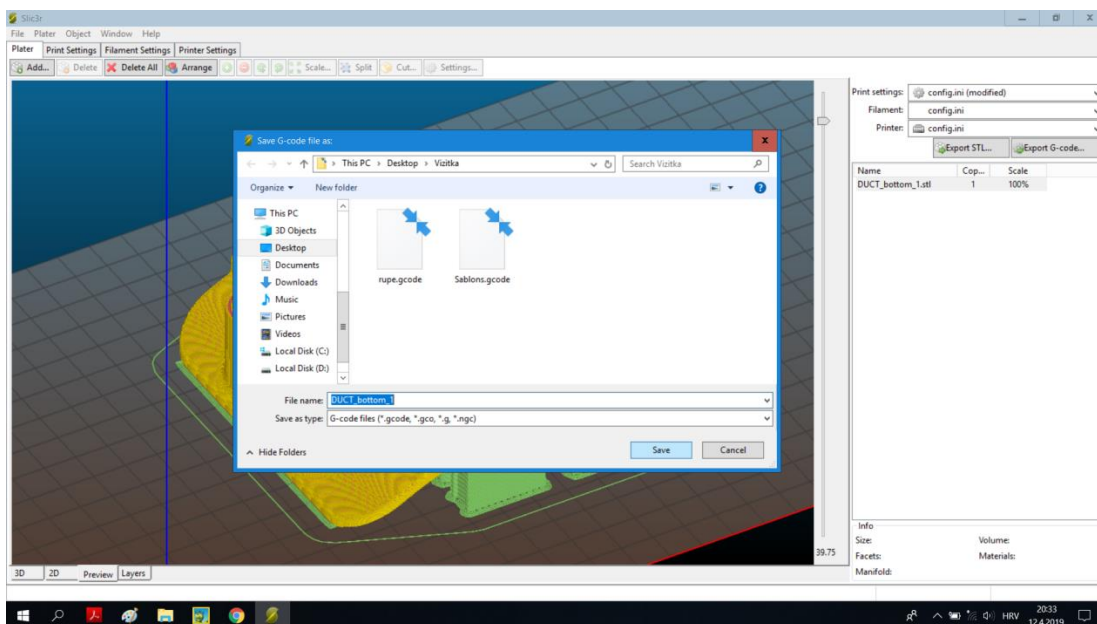 Slic3r
File Plater Object Window Help
Plater Print Settings Filament Settings Printer Settings
Add... Delete Delete All Arrange Scale... Split Cut... Settings...
Print settings: config.ini (modified)
Filament: config.ini
Printer: config.ini
Export STL... Export G-code...
Name Cop... Scale
DUCT_bottom_1.stl 1 100%
Save G-code file as:
This PC > Desktop > Vizitka
Search Vizitka
Organize New folder
This PC
3D Objects
Desktop
Documents
Downloads
Music
Pictures
Videos
Local Disk (C:)
Local Disk (D:)
rupe.gcode Sablons.gcode
File name: DUCT_bottom_1
Save as type: G-code files (*.gcode, *.gco, *.g, *.ngc)
Hide Folders
Save Cancel
39.75
Info
Size: Volume:
Facets: Materials:
Manifold:
3D 2D Preview Layers
HRV
20:33
12.4.2019.